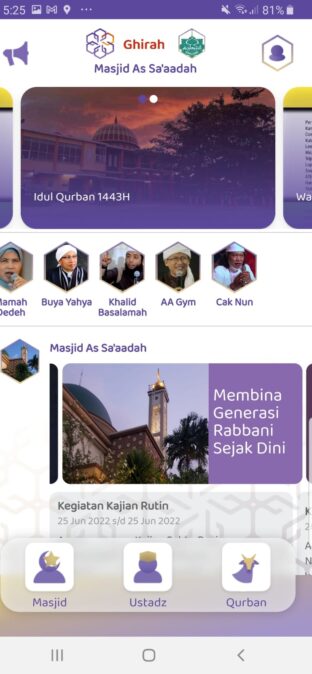 5:25
81%
Ghirah
Masjid As Sa'aadah
Idul Qurban 1443H
Wa
Mamah
Dedeh
Buya Yahya
Khalid
Basalamah
AA Gym
Cak Nun
Masjid As Sa'aadah
Membina
Generasi
Rabbani
Sejak Dini
Kegiatan Kajian Rutin
25 Jun 2022 s/d 25 Jun 2022
Masjid
Ustadz
Qurban